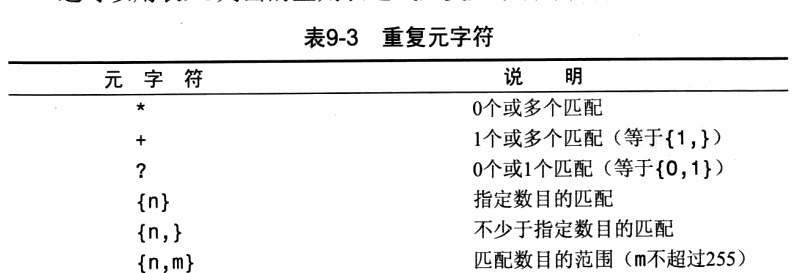 表9-3 重复元字符
元 字 符 说 明
* 0个或多个匹配
+ 1个或多个匹配（等于{1,}）
? 0个或1个匹配（等于{0,1}）
{n} 指定数目的匹配
{n,} 不少于指定数目的匹配
{n,m} 匹配数目的范围（m不超过255）